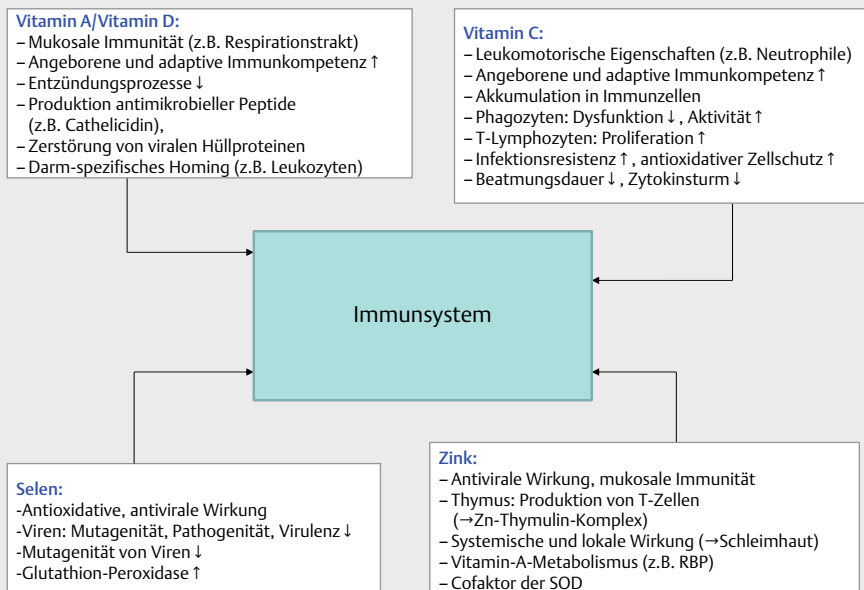 Vitamin A/Vitamin D:
– Mukosale Immunität (z.B. Respirationstrakt)
– Angeborene und adaptive Immunkompetenz ↑
– Entzündungsprozesse ↓
– Produktion antimikrobieller Peptide
(z.B. Cathelicidin),
– Zerstörung von viralen Hüllproteinen
– Darm-spezifisches Homing (z.B. Leukozyten)
Vitamin C:
– Leukomotorische Eigenschaften (z.B. Neutrophile)
– Angeborene und adaptive Immunkompetenz ↑
– Akkumulation in Immunzellen
– Phagozyten: Dysfunktion ↓, Aktivität ↑
– T-Lymphozyten: Proliferation ↑
– Infektionsresistenz ↑, antioxidativer Zellschutz ↑
– Beatmungsdauer ↓, Zytokinsturm ↓
Immunsystem
Selen:
-Antioxidative, antivirale Wirkung
-Viren: Mutagenität, Pathogenität, Virulenz ↓
-Mutagenität von Viren ↓
-Glutathion-Peroxidase ↑
Zink:
– Antivirale Wirkung, mukosale Immunität
– Thymus: Produktion von T-Zellen
(→Zn-Thymulin-Komplex)
– Systemische und lokale Wirkung (→Schleimhaut)
– Vitamin-A-Metabolismus (z.B. RBP)
– Cofaktor der SOD